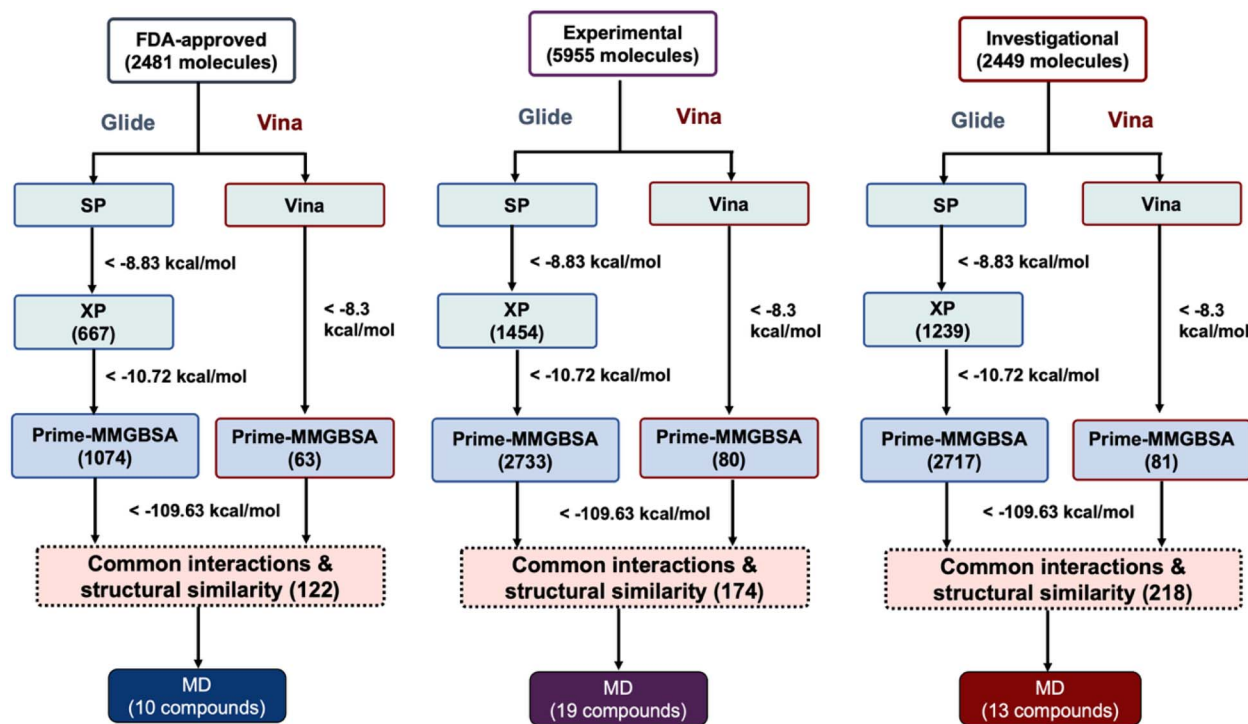 FDA-approved
(2481 molecules)
Glide
Vina
SP
Vina
< -8.83 kcal/mol
XP
(667)
< -8.3
kcal/mol
< -10.72 kcal/mol
Prime-MMGBSA
(1074)
Prime-MMGBSA
(63)
< -109.63 kcal/mol
Common interactions &
structural similarity (122)
MD
(10 compounds)
Experimental
(5955 molecules)
Glide
Vina
SP
Vina
< -8.83 kcal/mol
XP
(1454)
< -8.3
kcal/mol
< -10.72 kcal/mol
Prime-MMGBSA
(2733)
Prime-MMGBSA
(80)
< -109.63 kcal/mol
Common interactions &
structural similarity (174)
MD
(19 compounds)
Investigational
(2449 molecules)
Glide
Vina
SP
Vina
< -8.83 kcal/mol
XP
(1239)
< -8.3
kcal/mol
< -10.72 kcal/mol
Prime-MMGBSA
(2717)
Prime-MMGBSA
(81)
< -109.63 kcal/mol
Common interactions &
structural similarity (218)
MD
(13 compounds)